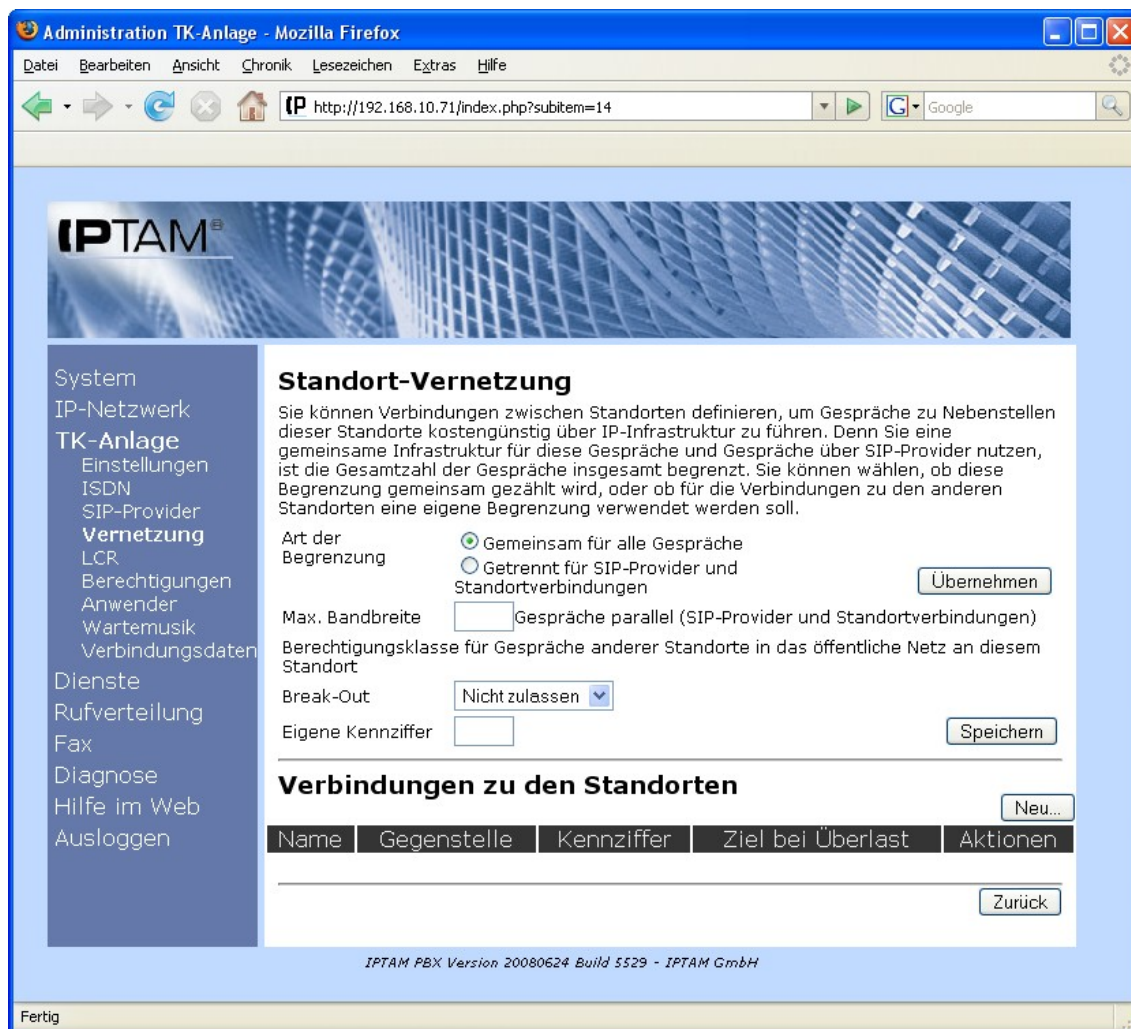 Administration TK-Anlage - Mozilla Firefox
Datei Bearbeiten Ansicht Chronik Lesezeichen Extras Hilfe
http://192.168.10.71/index.php?subitem=14
G Google
IPTAM®
System
IP-Netzwerk
TK-Anlage
Einstellungen
ISDN
SIP-Provider
Vernetzung
LCR
Berechtigungen
Anwender
Wartemusik
Verbindungsdaten
Dienste
Rufverteilung
Fax
Diagnose
Hilfe im Web
Ausloggen
Standort-Vernetzung
Sie können Verbindungen zwischen Standorten definieren, um Gespräche zu Nebenstellen
dieser Standorte kostengünstig über IP-Infrastruktur zu führen. Denn Sie eine
gemeinsame Infrastruktur für diese Gespräche und Gespräche über SIP-Provider nutzen,
ist die Gesamtzahl der Gespräche insgesamt begrenzt. Sie können wählen, ob diese
Begrenzung gemeinsam gezählt wird, oder ob für die Verbindungen zu den anderen
Standorten eine eigene Begrenzung verwendet werden soll.
Art der
Begrenzung
Gemeinsam für alle Gespräche
Getrennt für SIP-Provider und
Standortverbindungen
Übernehmen
Max. Bandbreite Gespräche parallel (SIP-Provider und Standortverbindungen)
Berechtigungsklasse für Gespräche anderer Standorte in das öffentliche Netz an diesem
Standort
Break-Out Nicht zulassen
Eigene Kennziffer Speichern
Verbindungen zu den Standorten
Neu...
Name Gegenstelle Kennziffer Ziel bei Überlast Aktionen
Zurück
IPTAM PBX Version 20080624 Build 5529 - IPTAM GmbH
Fertig